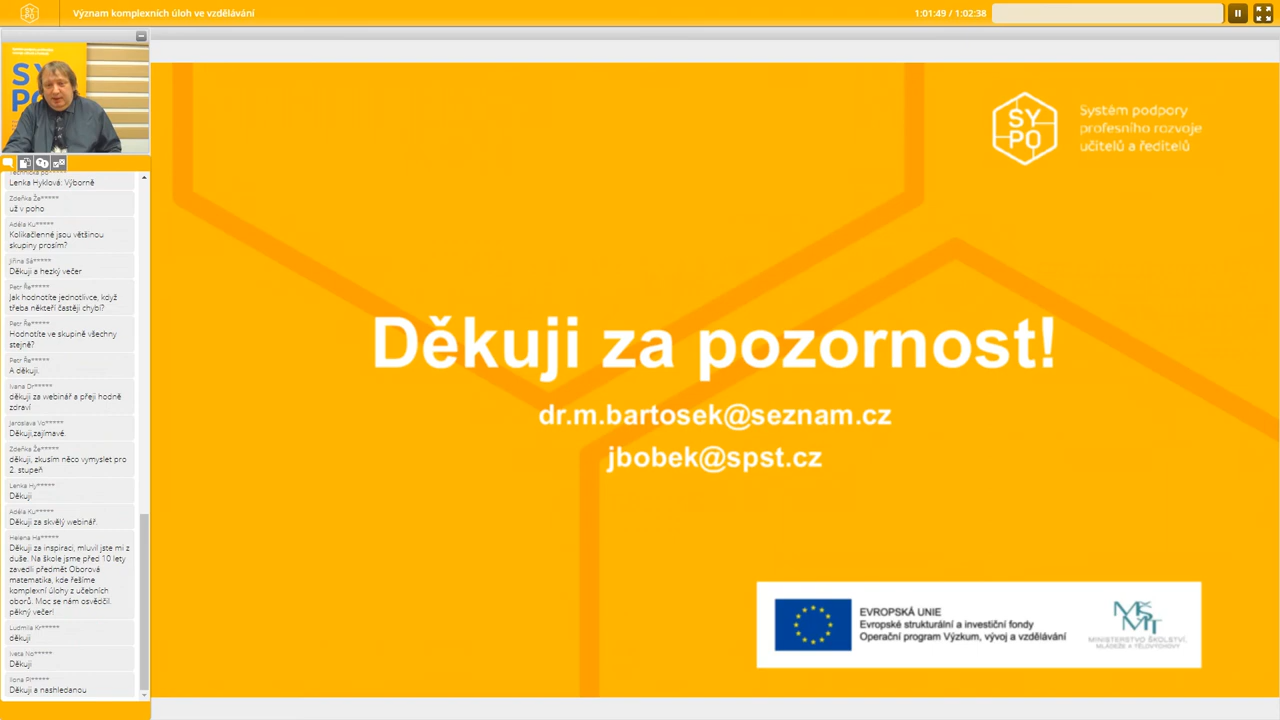 Význam komplexních úloh ve vzdělávání
1:01:49 / 1:02:38
SY
PO
Lenka Hyklová: Výborně
Zdeňka Že*****
už v poho
Adéla Ku*****
Kolikačlenné jsou většinou
skupiny prosím?
Jiřina Sá*****
Děkuji a hezký večer
Petr Ře*****
Jak hodnotíte jednotlivce, když
třeba někteří častěji chybí?
Petr Ře*****
Hodnotíte ve skupině všechny
stejně?
Petr Ře*****
A děkuji.
Ivana Dr*****
děkuji za webinář a přeji hodně
zdraví
Jaroslava Vo*****
Děkuji,zajímavé.
Zdeňka Že*****
děkuji, zkusím něco vymyslet pro
2. stupeň
Lenka Hy*****
Děkuji
Adéla Ku*****
Děkuji za skvělý webinář.
Helena Ha*****
Děkuji za inspiraci, mluvil jste mi z
duše. Na škole jsme před 10 lety
zavedli předmět Oborová
matematika, kde řešíme
komplexní úlohy z učebních
oborů. Moc se nám osvědčil.
pěkný večer!
Ludmila Kr*****
děkuji
Iveta No*****
Děkuji
Ilona Pi*****
Děkuji a nashledanou
SY
PO
Systém podpory
profesního rozvoje
učitelů a ředitelů
Děkuji za pozornost!
dr.m.bartosek@seznam.cz
jbobek@spst.cz
EVROPSKÁ UNIE
Evropské strukturální a investiční fondy
Operační program Výzkum, vývoj a vzdělávání
MŠMT
MINISTERSTVO ŠKOLSTVÍ,
MLÁDEŽE A TĚLOVÝCHOVY